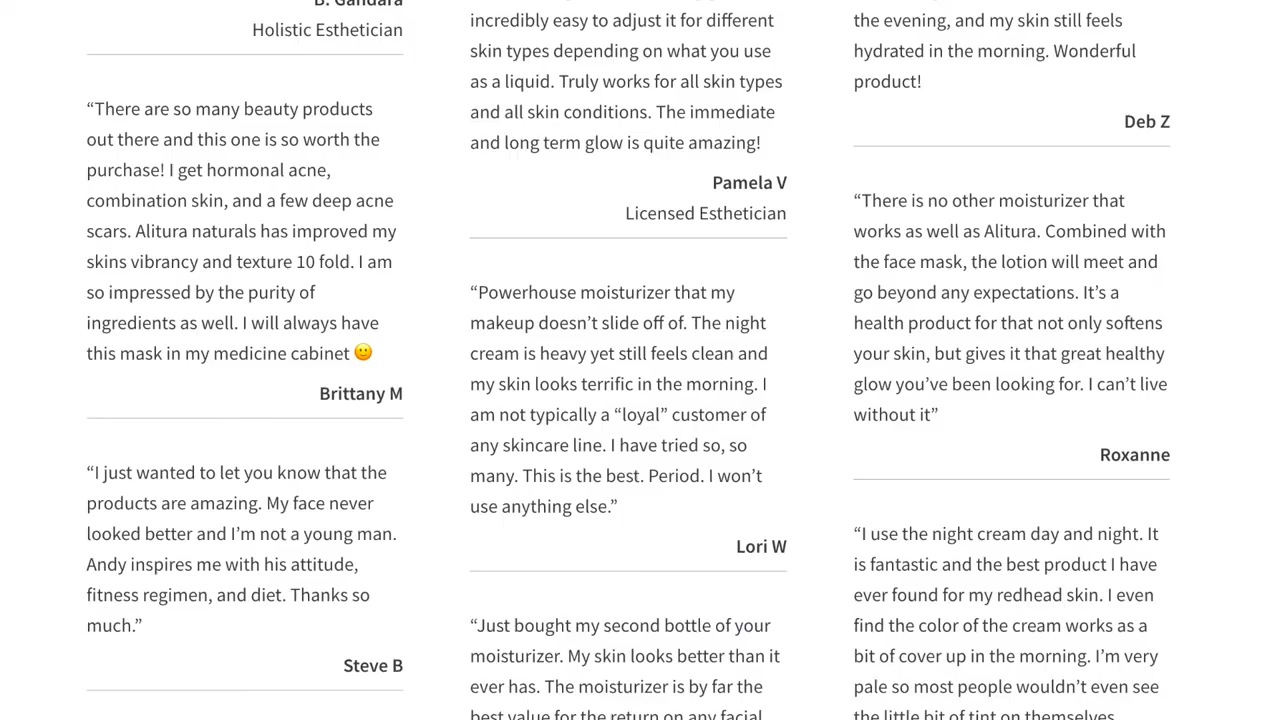 B. Gandara
Holistic Esthetician
“There are so many beauty products
out there and this one is so worth the
purchase! I get hormonal acne,
combination skin, and a few deep acne
scars. Alitura naturals has improved my
skins vibrancy and texture 10 fold. I am
so impressed by the purity of
ingredients as well. I will always have
this mask in my medicine cabinet 🙂
Brittany M
“I just wanted to let you know that the
products are amazing. My face never
looked better and I’m not a young man.
Andy inspires me with his attitude,
fitness regimen, and diet. Thanks so
much.”
Steve B
incredibly easy to adjust it for different
skin types depending on what you use
as a liquid. Truly works for all skin types
and all skin conditions. The immediate
and long term glow is quite amazing!
Pamela V
Licensed Esthetician
“Powerhouse moisturizer that my
makeup doesn’t slide off of. The night
cream is heavy yet still feels clean and
my skin looks terrific in the morning. I
am not typically a “loyal” customer of
any skincare line. I have tried so, so
many. This is the best. Period. I won’t
use anything else.”
Lori W
“Just bought my second bottle of your
moisturizer. My skin looks better than it
ever has. The moisturizer is by far the
best value for the return on any facial
the evening, and my skin still feels
hydrated in the morning. Wonderful
product!
Deb Z
“There is no other moisturizer that
works as well as Alitura. Combined with
the face mask, the lotion will meet and
go beyond any expectations. It’s a
health product for that not only softens
your skin, but gives it that great healthy
glow you’ve been looking for. I can’t live
without it”
Roxanne
“I use the night cream day and night. It
is fantastic and the best product I have
ever found for my redhead skin. I even
find the color of the cream works as a
bit of cover up in the morning. I’m very
pale so most people wouldn’t even see
the little bit of tint on themselves